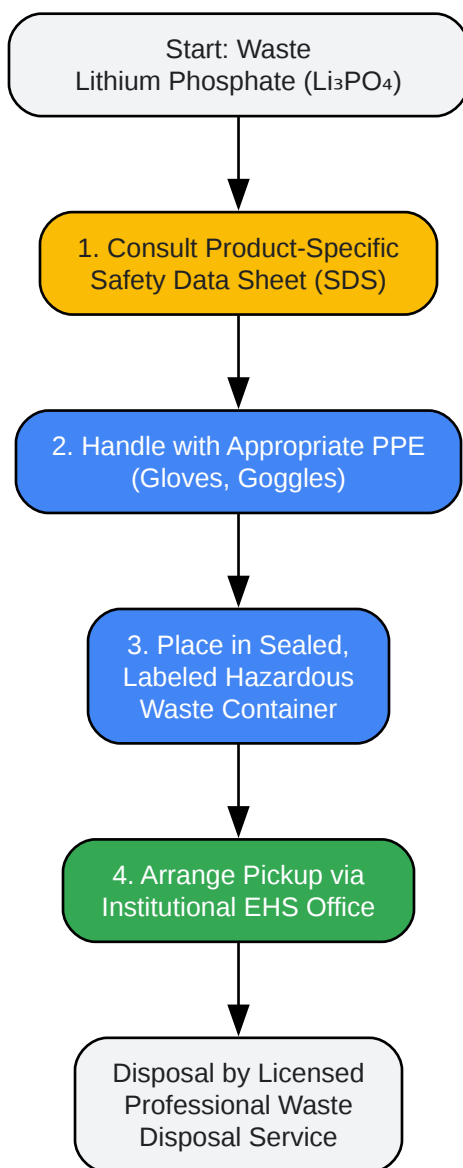 Start: Waste
Lithium Phosphate (Li₃PO₄)
1. Consult Product-Specific
Safety Data Sheet (SDS)
2. Handle with Appropriate PPE
(Gloves, Goggles)
3. Place in Sealed,
Labeled Hazardous
Waste Container
4. Arrange Pickup via
Institutional EHS Office
Disposal by Licensed
Professional Waste
Disposal Service